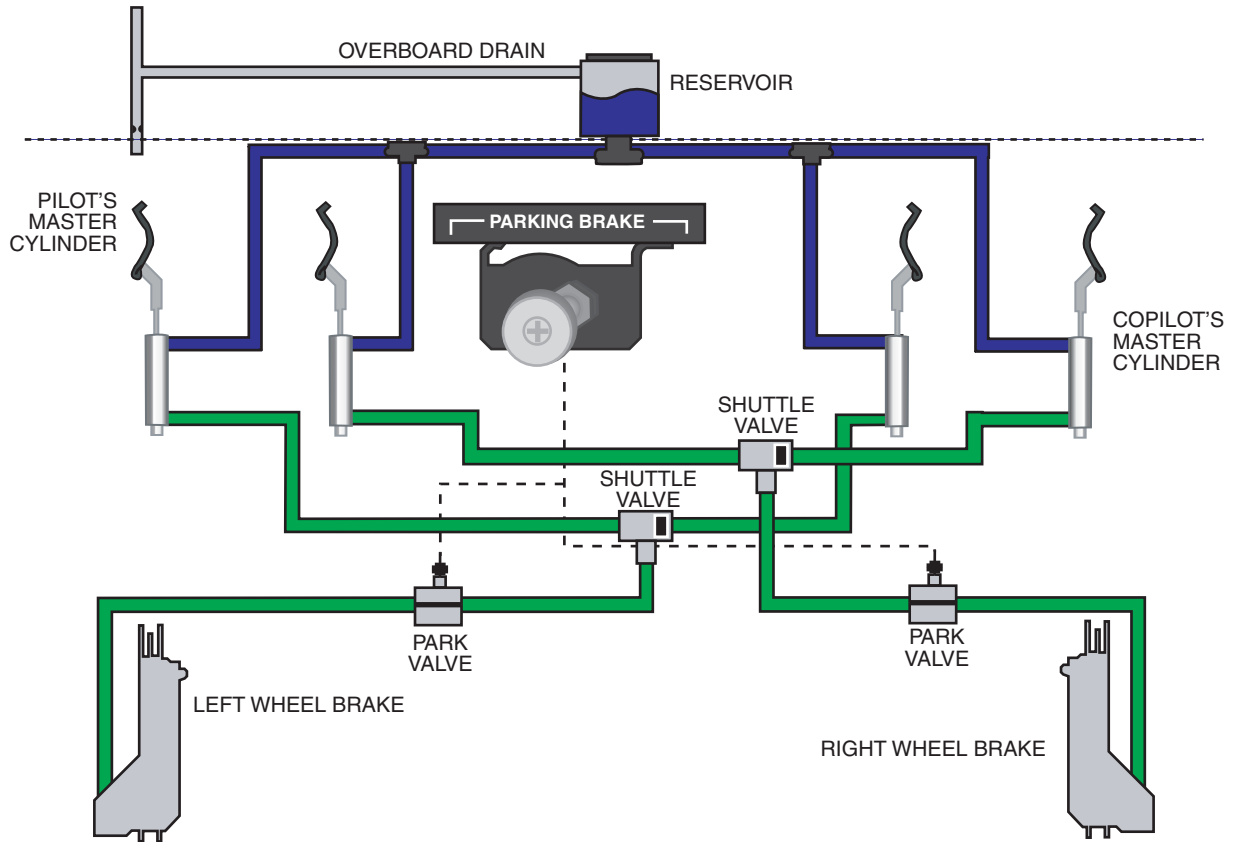 OVERBOARD DRAIN
RESERVOIR
PILOT'S
MASTER
CYLINDER
PARKING BRAKE
COPILOT'S
MASTER
CYLINDER
SHUTTLE
VALVE
SHUTTLE
VALVE
PARK
VALVE
PARK
VALVE
LEFT WHEEL BRAKE
RIGHT WHEEL BRAKE